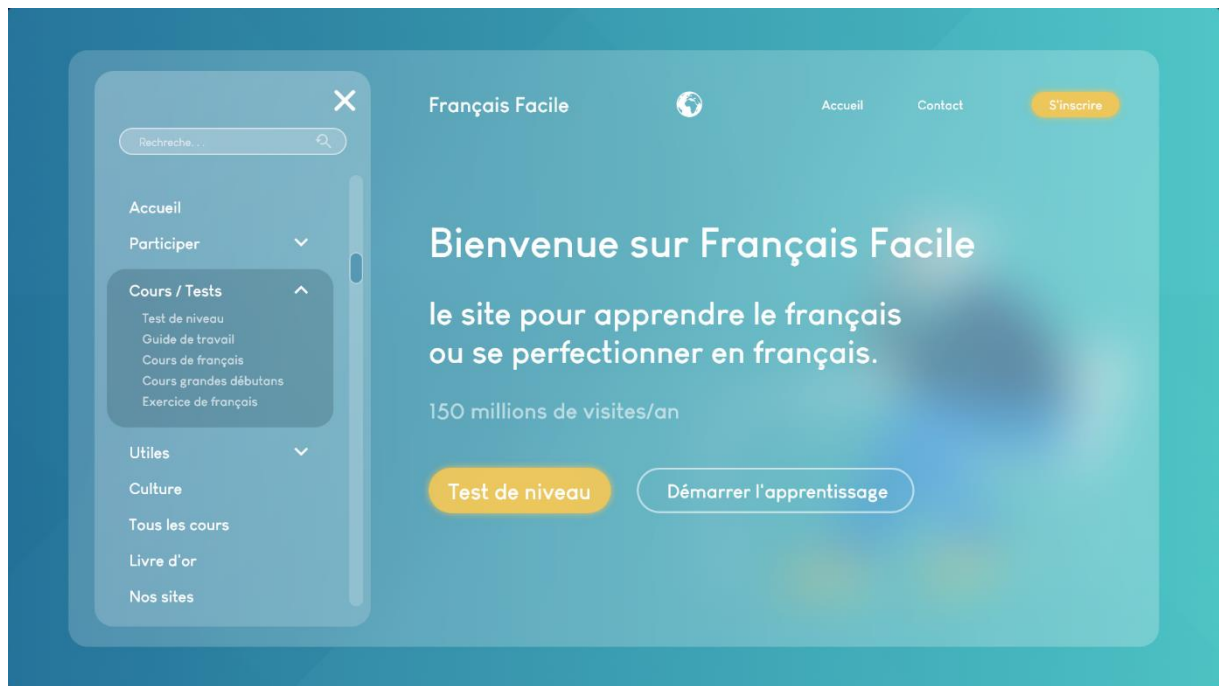 Français Facile
Accueil
Contact
S'inscrire
Rechreche. . .
Accueil
Participer
Cours / Tests
Test de niveau
Guide de travail
Cours de français
Cours grandes débutans
Exercice de français
Utiles
Culture
Tous les cours
Livre d'or
Nos sites
Bienvenue sur Français Facile
le site pour apprendre le français
ou se perfectionner en français.
150 millions de visites/an
Test de niveau
Démarrer l'apprentissage